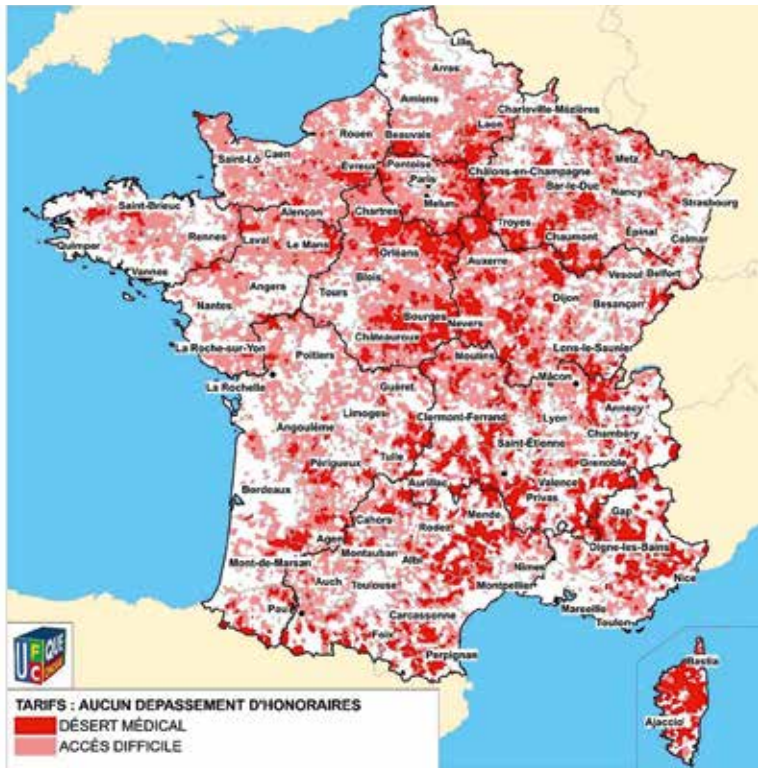 Lille
Arras
Amiens
Charleville-Mézières
Rouen
Beauvais
Laon
Saint-Lô
Caen
Évreux
Pontoise
Paris
Châlons-en-Champagne
Metz
Bar-le-Duc
Melun
Nancy
Strasbourg
Saint-Brieuc
Alençon
Chartres
Troyes
Épinal
Quimper
Rennes
Laval
Le Mans
Chaumont
Colmar
Orléans
Vannes
Auxerre
Vesoul
Belfort
Angers
Blois
Tours
Dijon
Besançon
Nantes
Bourges
Nevers
La Roche-sur-Yon
Châteauroux
Lons-le-Saunier
Poitiers
Moulins
Mâcon
La Rochelle
Guéret
Annecy
Limoges
Clermont-Ferrand
Lyon
Angoulême
Chambéry
Saint-Étienne
Tulle
Périgueux
Grenoble
Aurillac
Valence
Bordeaux
Privas
Cahors
Mende
Gap
Rodez
Agen
Digne-les-Bains
Mont-de-Marsan
Montauban
Albi
Nîmes
Auch
Toulouse
Montpellier
Nice
Pau
Marseille
Carcassonne
Toulon
Foix
Perpignan
Bastia
Ajaccio
UFC QUE CHOISIR
TARIFS : AUCUN DEPASSEMENT D'HONORAIRES
DÉSERT MÉDICAL
ACCÈS DIFFICILE